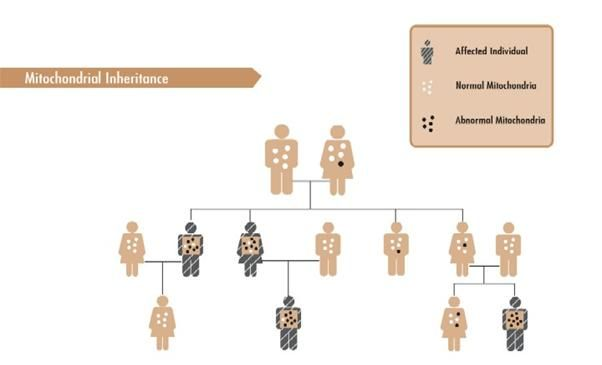 Affected Individual
Mitochondrial Inheritance
Normal Mitochondria
Abnormal Mitochondria